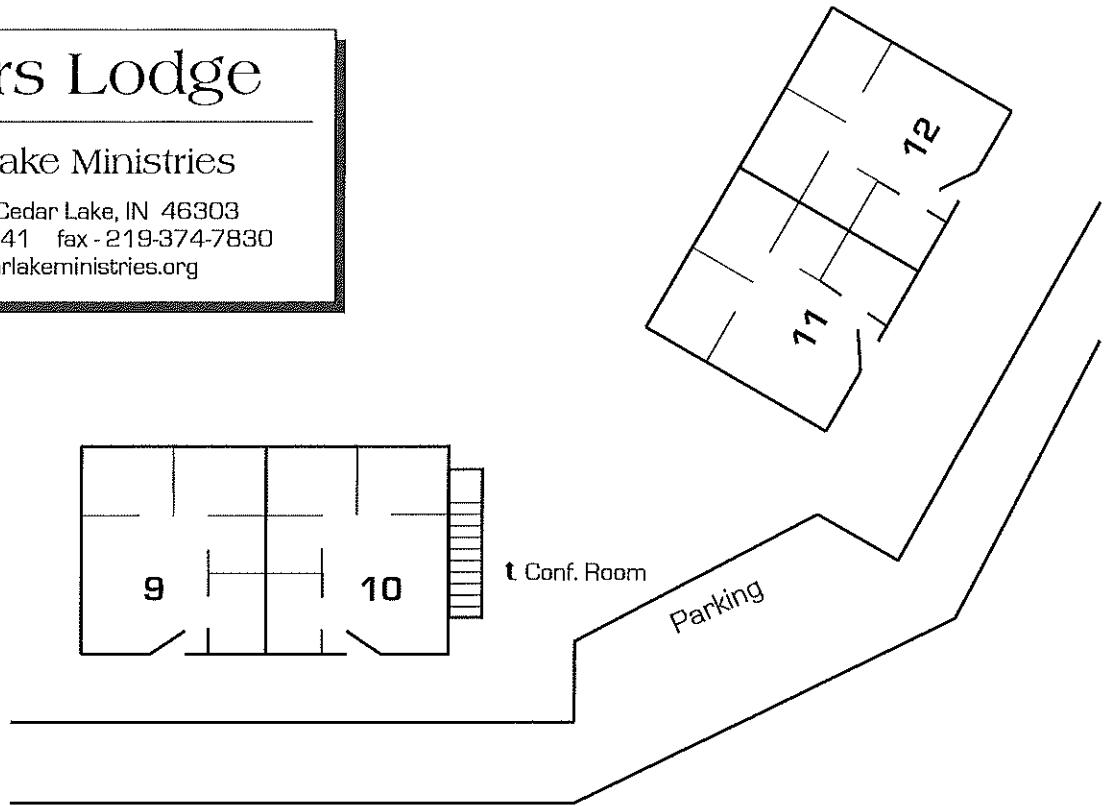 rs Lodge
ake Ministries
Cedar Lake, IN 46303
41 fax - 219-374-7830
rlakeministries.org
12
11
9
10
t Conf. Room
Parking